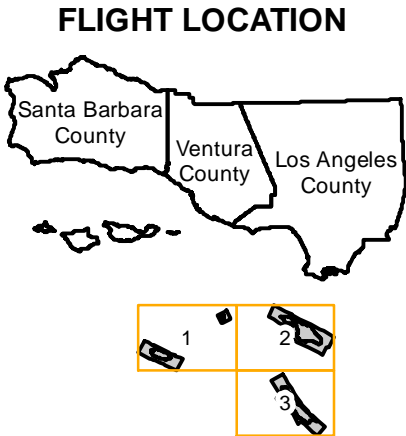 FLIGHT LOCATION
Santa Barbara
County
Ventura
County
Los Angeles
County
1
2
3